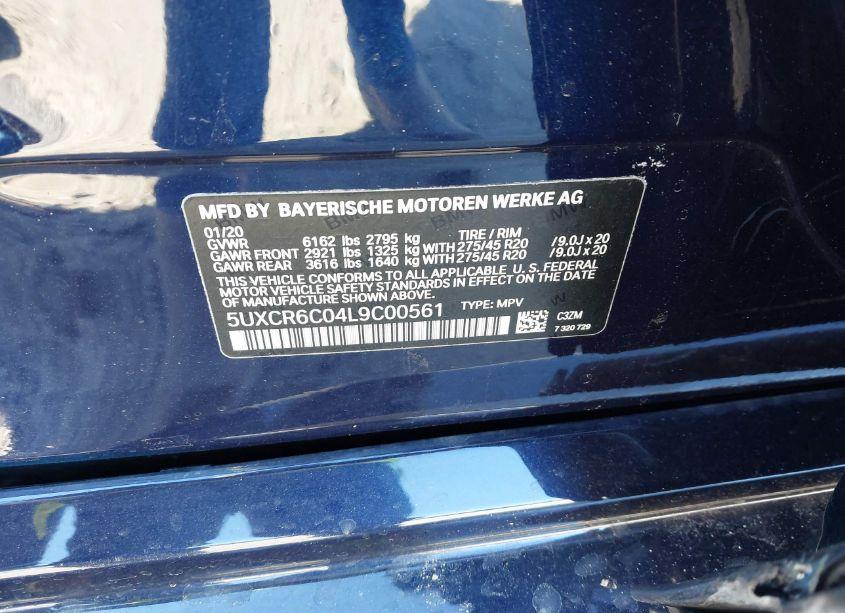 MFD BY BAYERISCHE MOTOREN WERKE AG
01/20 TIRE / RIM
GVWR 6162 lbs 2795 kg
GAWR FRONT 2921 lbs 1325 kg WITH 275/45 R20 /9.0J x 20
GAWR REAR 3616 lbs 1640 kg WITH 275/45 R20 /9.0J x 20
THIS VEHICLE CONFORMS TO ALL APPLICABLE U. S. FEDERAL
MOTOR VEHICLE SAFETY STANDARDS IN EFFECT ON THE
DATE OF MANUFACTURE SHOWN ABOVE.
5UXCR6C04L9C00561 TYPE: MPV
C3ZM
7 320 729